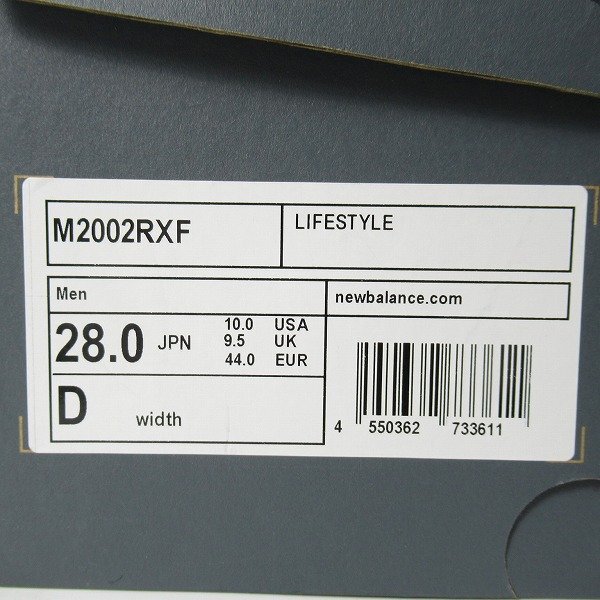 M2002RXF
LIFESTYLE
Men
newbalance.com
28.0 JPN
10.0 USA
9.5 UK
44.0 EUR
D width
4 550362 733611